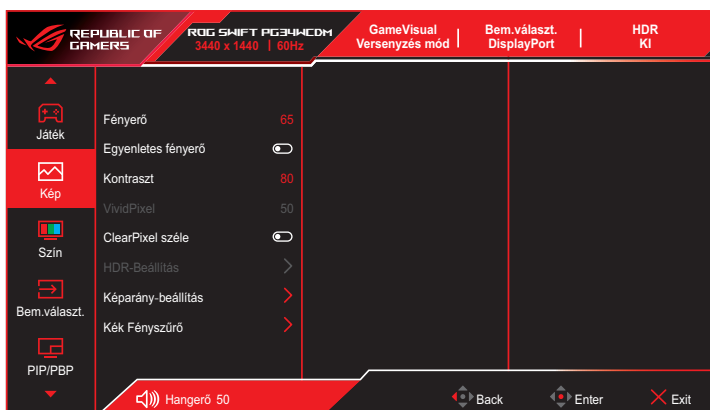 REPUBLIC OF
GAMERS
ROG SWIFT PG34WCDM
3440 x 1440 | 60Hz
GameVisual
Versenyzés mód
Bem.választ.
DisplayPort
HDR
KI
Játék
Kép
Szín
Bem.választ.
PIP/PBP
Fényerő 65
Egyenletes fényerő
Kontraszt 80
VividPixel 50
ClearPixel széle
HDR-Beállítás
Képarány-beállítás
Kék Fényszűrő
Hangerő 50
Back
Enter
Exit